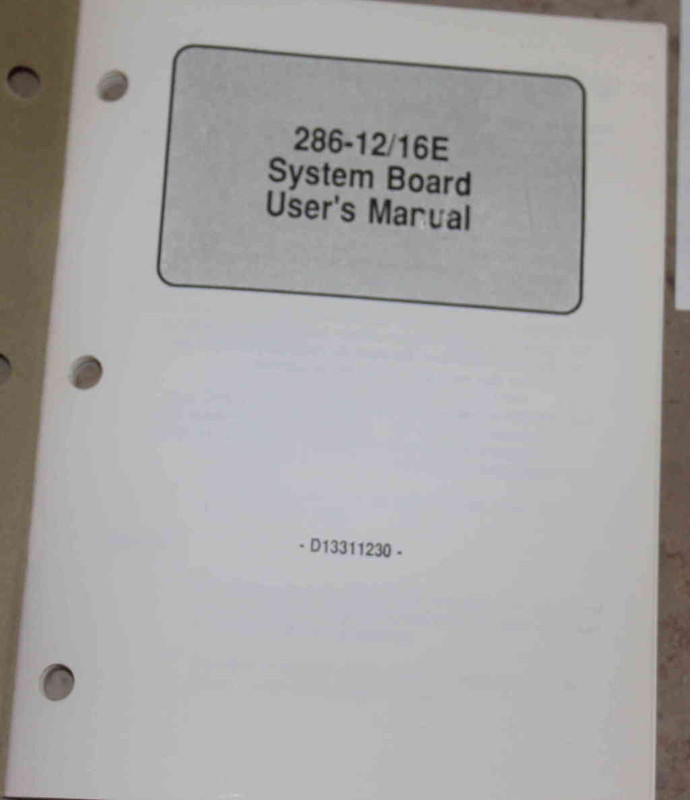 286-12/16E
System Board
User's Manual
- D13311230 -